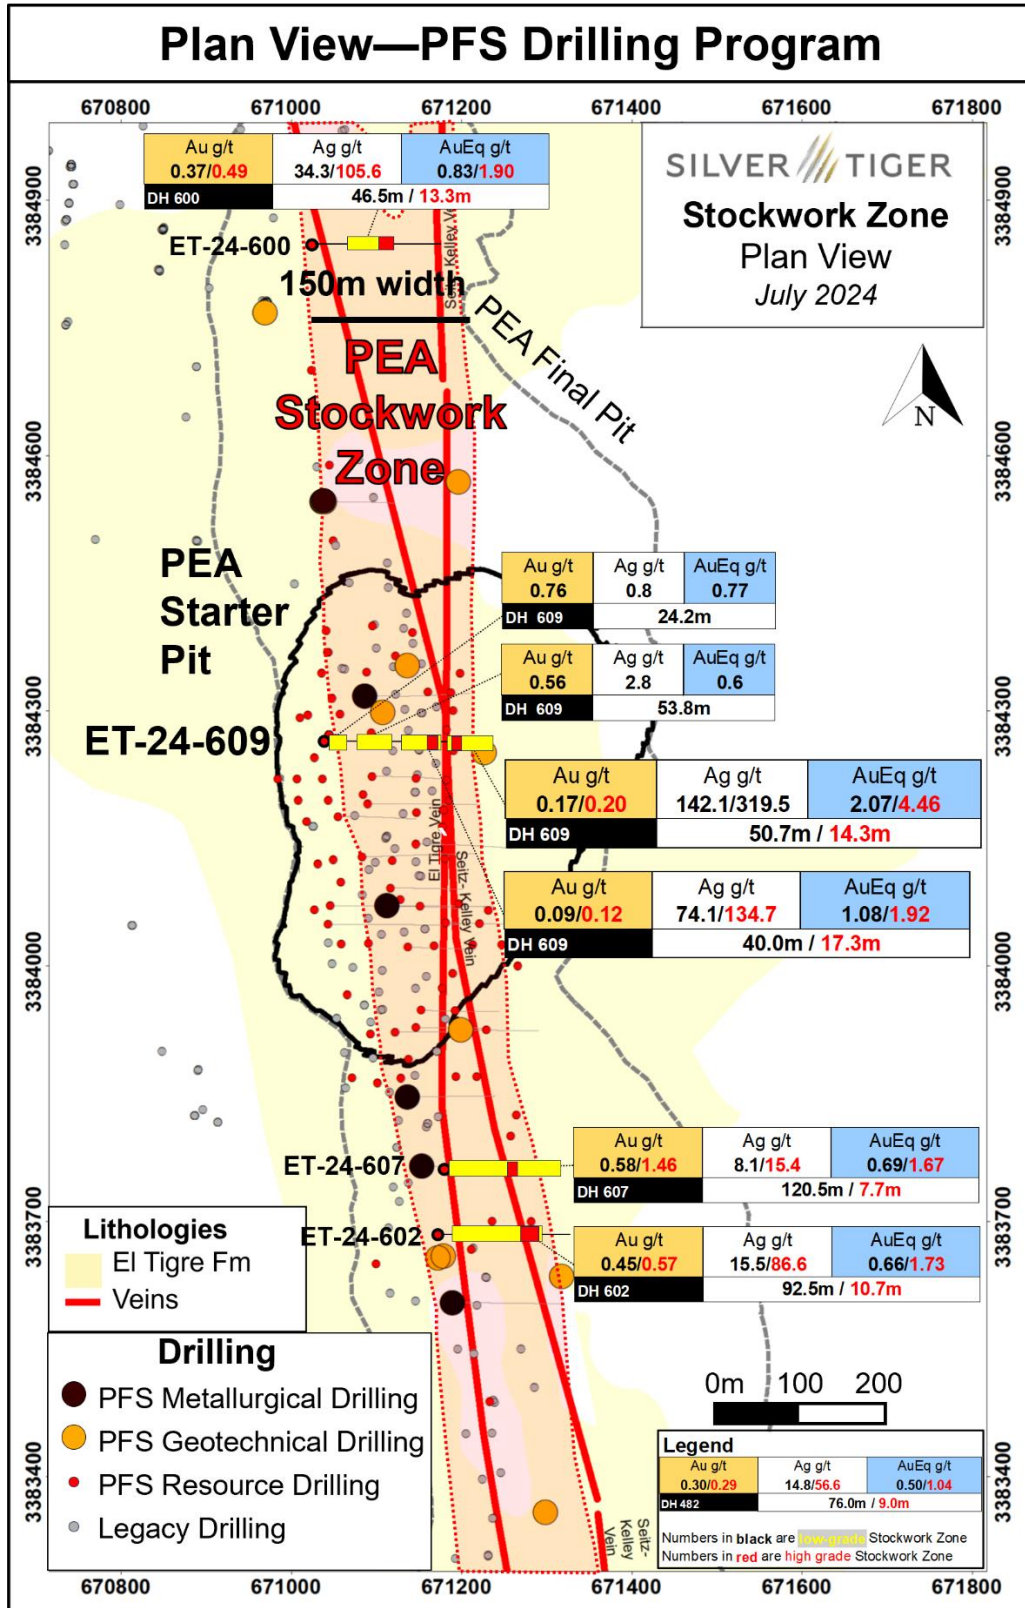 Plan View—PFS Drilling Program
670800 671000 671200 671400 671600 671800
SILVER TIGER
Stockwork Zone
Plan View
July 2024
N
3384900
3384600
3384300
3384000
3383700
3383400
3384900
3384600
3384300
3384000
3383700
3383400
Au g/t Ag g/t AuEq g/t
0.37/0.49 34.3/105.6 0.83/1.90
DH 600 46.5m / 13.3m
ET-24-600
150m width
Seitz- Kelley V
PEA
Stockwork
Zone
PEA Final Pit
PEA
Starter
Pit
Au g/t Ag g/t AuEq g/t
0.76 0.8 0.77
DH 609 24.2m
Au g/t Ag g/t AuEq g/t
0.56 2.8 0.6
DH 609 53.8m
ET-24-609
Au g/t Ag g/t AuEq g/t
0.17/0.20 142.1/319.5 2.07/4.46
DH 609 50.7m / 14.3m
El Tigre Vein
Seitz- Kelley Vein
Au g/t Ag g/t AuEq g/t
0.09/0.12 74.1/134.7 1.08/1.92
DH 609 40.0m / 17.3m
ET-24-607
Au g/t Ag g/t AuEq g/t
0.58/1.46 8.1/15.4 0.69/1.67
DH 607 120.5m / 7.7m
ET-24-602
Au g/t Ag g/t AuEq g/t
0.45/0.57 15.5/86.6 0.66/1.73
DH 602 92.5m / 10.7m
Lithologies
El Tigre Fm
Veins
Drilling
PFS Metallurgical Drilling
PFS Geotechnical Drilling
PFS Resource Drilling
Legacy Drilling
0m 100 200
Legend
Au g/t Ag g/t AuEq g/t
0.30/0.29 14.8/56.6 0.50/1.04
DH 482 76.0m / 9.0m
Numbers in black are low-grade Stockwork Zone
Numbers in red are high grade Stockwork Zone
Seitz-
Kelley
Vein
670800 671000 671200 671400 671600 671800